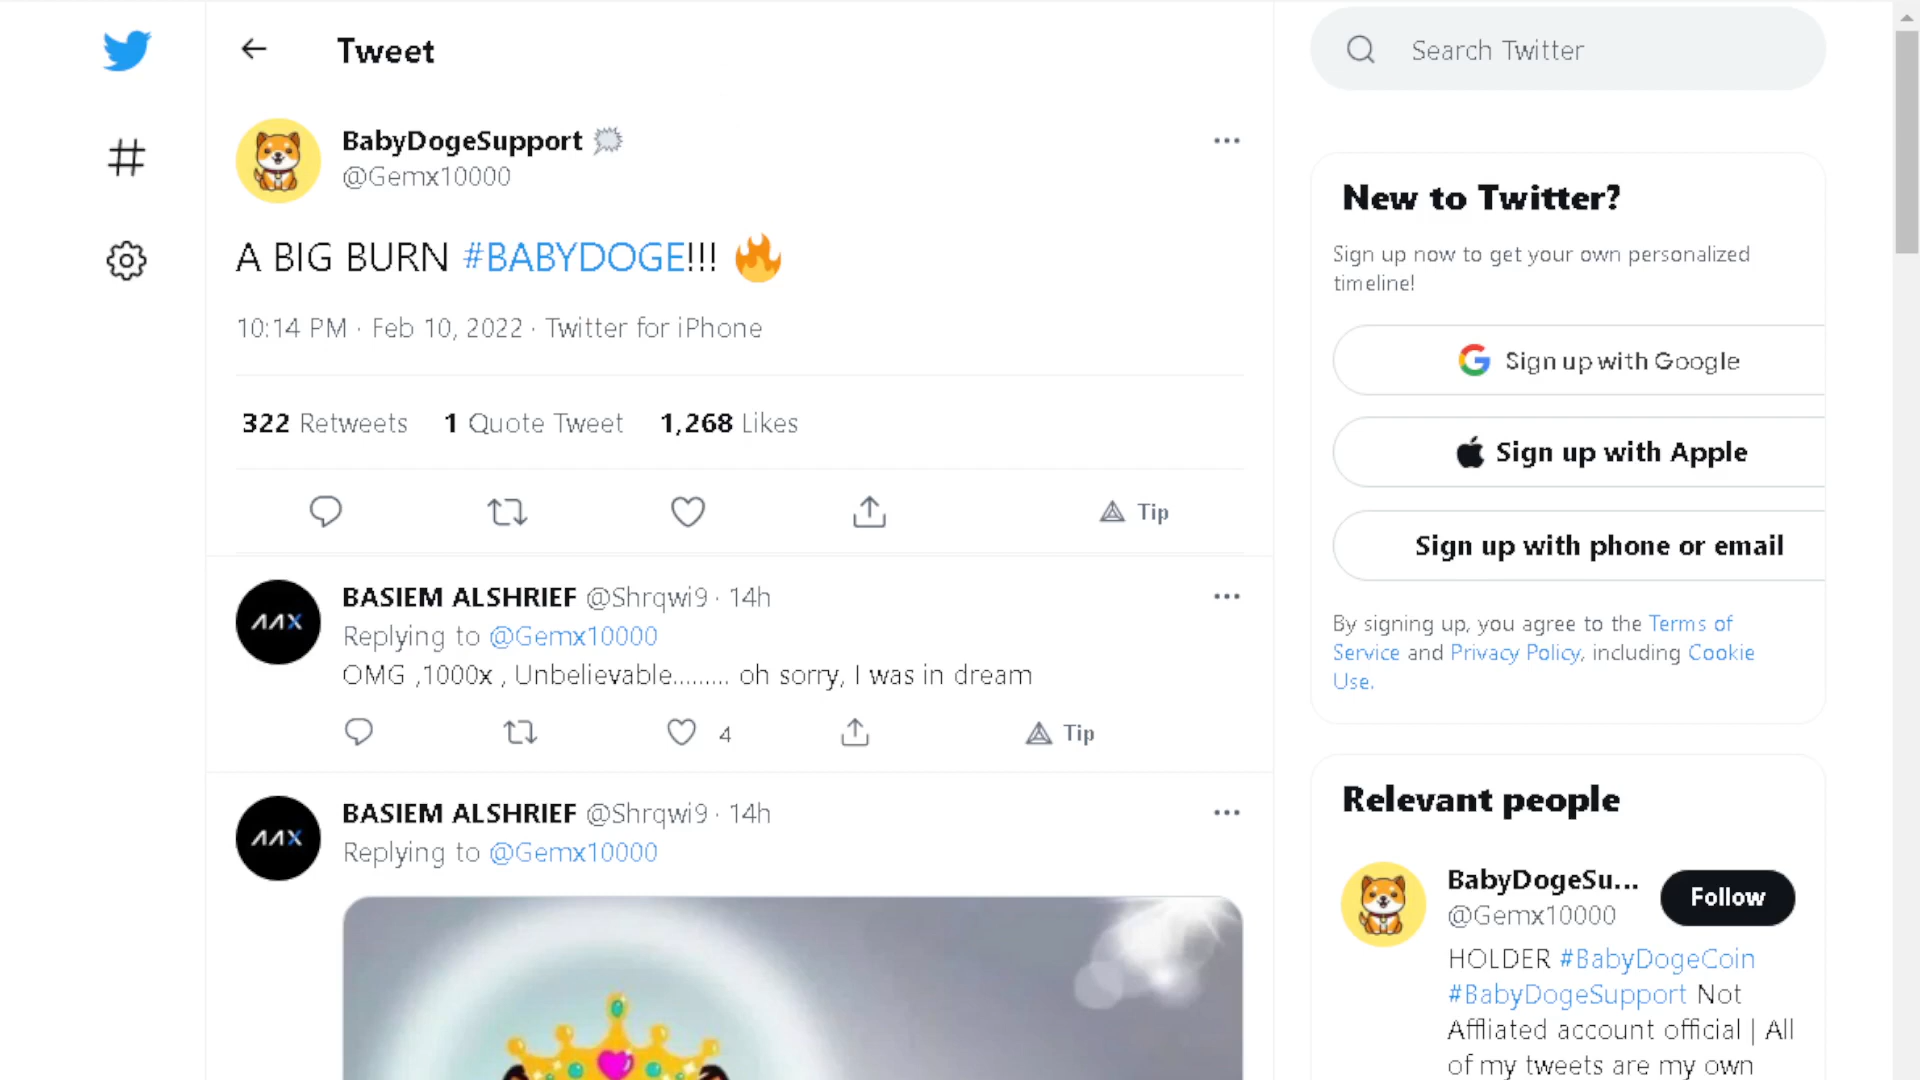 Tweet
BabyDogeSupport
@Gemx10000
A BIG BURN #BABYDOGE!!! 🔥
10:14 PM · Feb 10, 2022 · Twitter for iPhone
322 Retweets 1 Quote Tweet 1,268 Likes
Tip
BASIEM ALSHRIEF @Shrqwi9 · 14h
Replying to @Gemx10000
OMG ,1000x , Unbelievable......... oh sorry, I was in dream
4 Tip
BASIEM ALSHRIEF @Shrqwi9 · 14h
Replying to @Gemx10000
Search Twitter
New to Twitter?
Sign up now to get your own personalized
timeline!
Sign up with Google
Sign up with Apple
Sign up with phone or email
By signing up, you agree to the Terms of
Service and Privacy Policy, including Cookie
Use.
Relevant people
BabyDogeSu...
@Gemx10000
Follow
HOLDER #BabyDogeCoin
#BabyDogeSupport Not
Affliated account official | All
of my tweets are my own
AAX
AAX